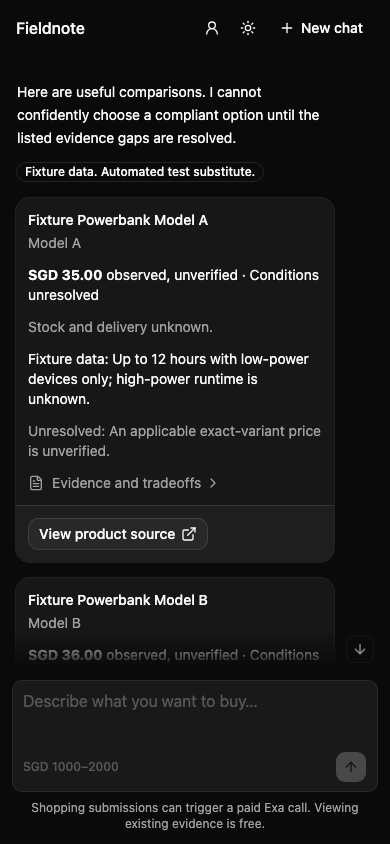 Fieldnote
New chat
Here are useful comparisons. I cannot
confidently choose a compliant option until the
listed evidence gaps are resolved.
Fixture data. Automated test substitute.
Fixture Powerbank Model A
Model A
SGD 35.00 observed, unverified · Conditions
unresolved
Stock and delivery unknown.
Fixture data: Up to 12 hours with low-power
devices only; high-power runtime is
unknown.
Unresolved: An applicable exact-variant price
is unverified.
Evidence and tradeoffs
View product source
Fixture Powerbank Model B
Model B
SGD 36.00 observed, unverified · Conditions
Describe what you want to buy...
SGD 1000–2000
Shopping submissions can trigger a paid Exa call. Viewing
existing evidence is free.